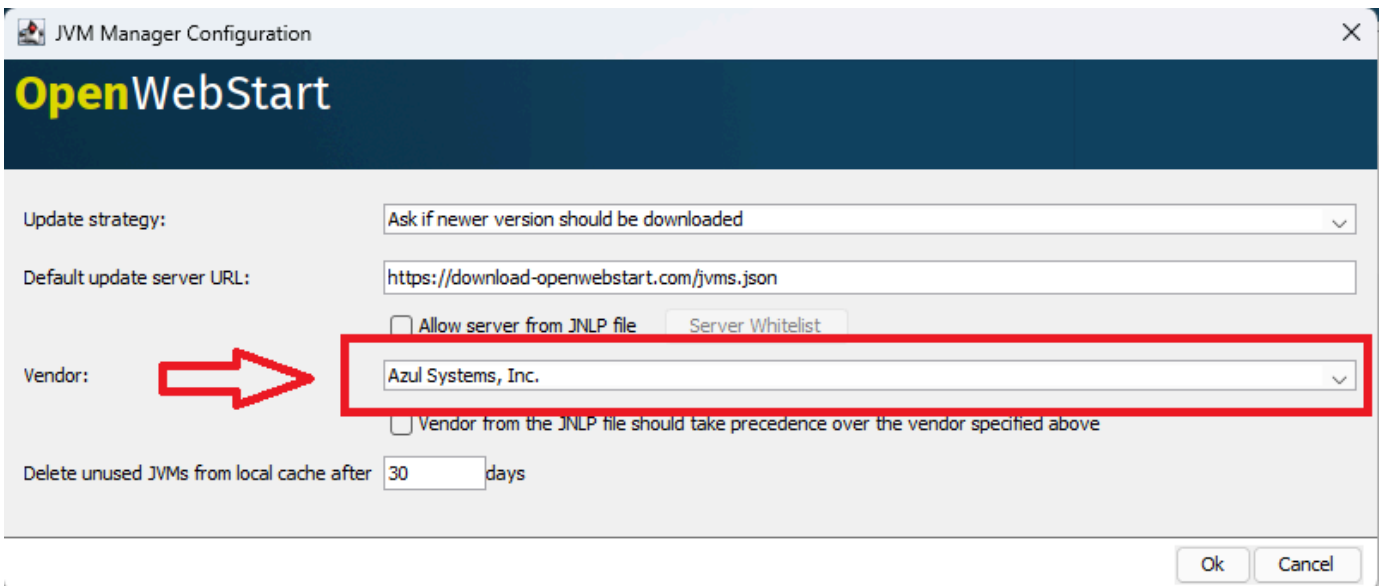 JVM Manager Configuration
OpenWebStart
Update strategy: Ask if newer version should be downloaded
Default update server URL: https://download-openwebstart.com/jvms.json
Allow server from JNLP file Server Whitelist
Vendor: Azul Systems, Inc.
Vendor from the JNLP file should take precedence over the vendor specified above
Delete unused JVMs from local cache after 30 days
Ok Cancel